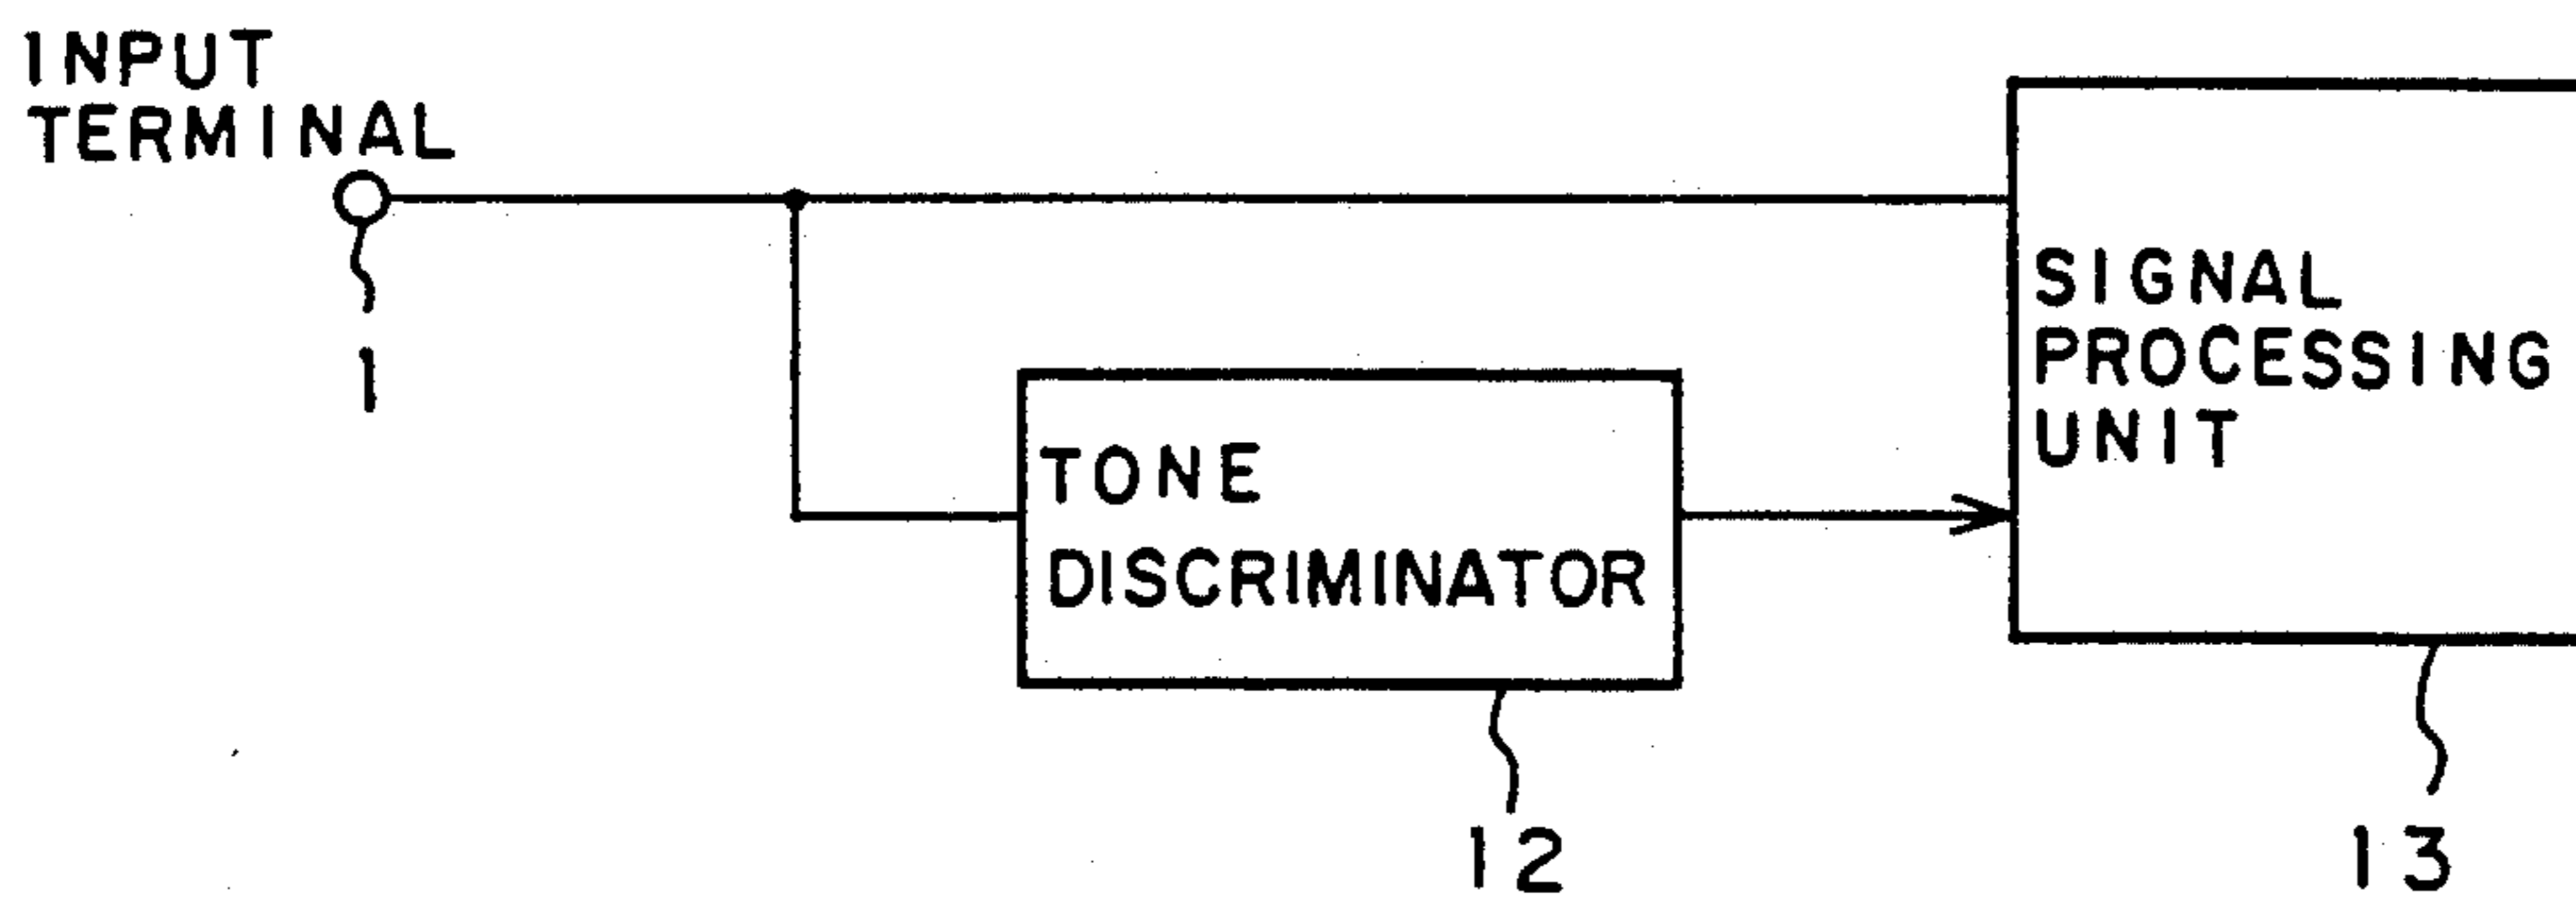 INPUT
TERMINAL
1
SIGNAL
PROCESSING
UNIT
TONE
DISCRIMINATOR
12
13